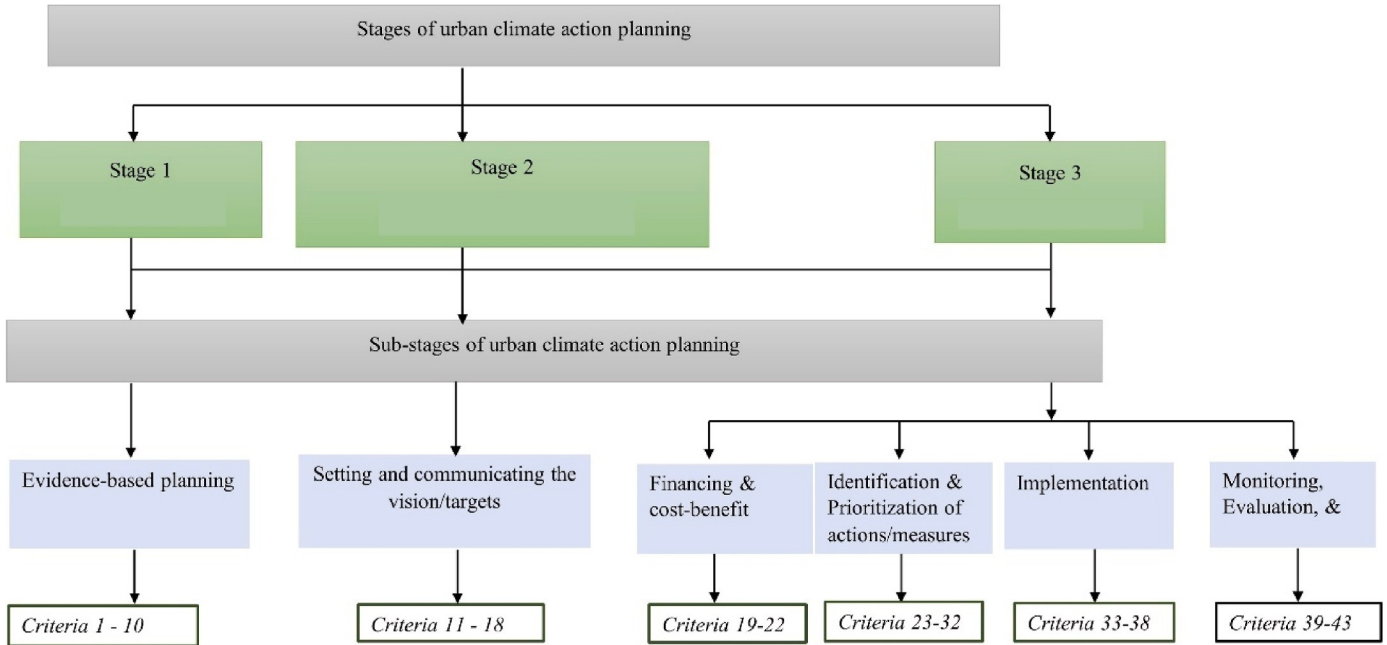 Stages of urban climate action planning
Stage 1
Stage 2
Stage 3
Sub-stages of urban climate action planning
Evidence-based planning
Setting and communicating the
vision/targets
Financing &
cost-benefit
Identification &
Prioritization of
actions/measures
Implementation
Monitoring,
Evaluation, &
Criteria 1 - 10
Criteria 11 - 18
Criteria 19-22
Criteria 23-32
Criteria 33-38
Criteria 39-43